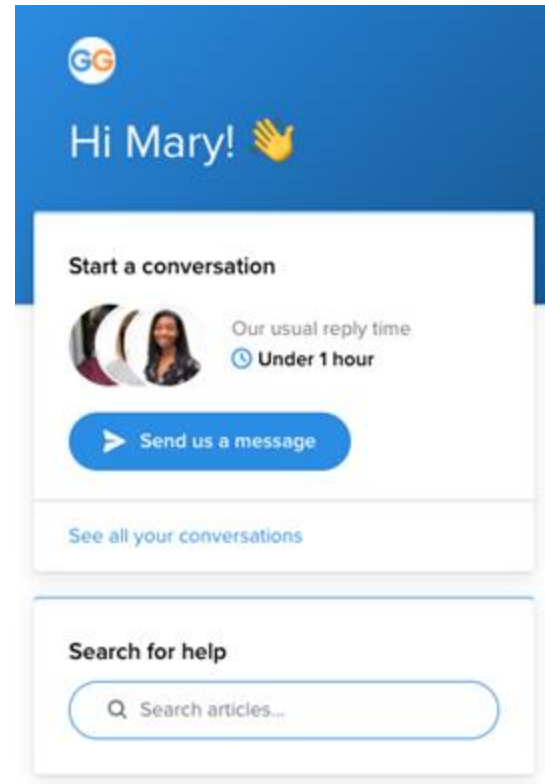 GG
Hi Mary! 👋
Start a conversation
Our usual reply time
Under 1 hour
Send us a message
See all your conversations
Search for help
Search articles...